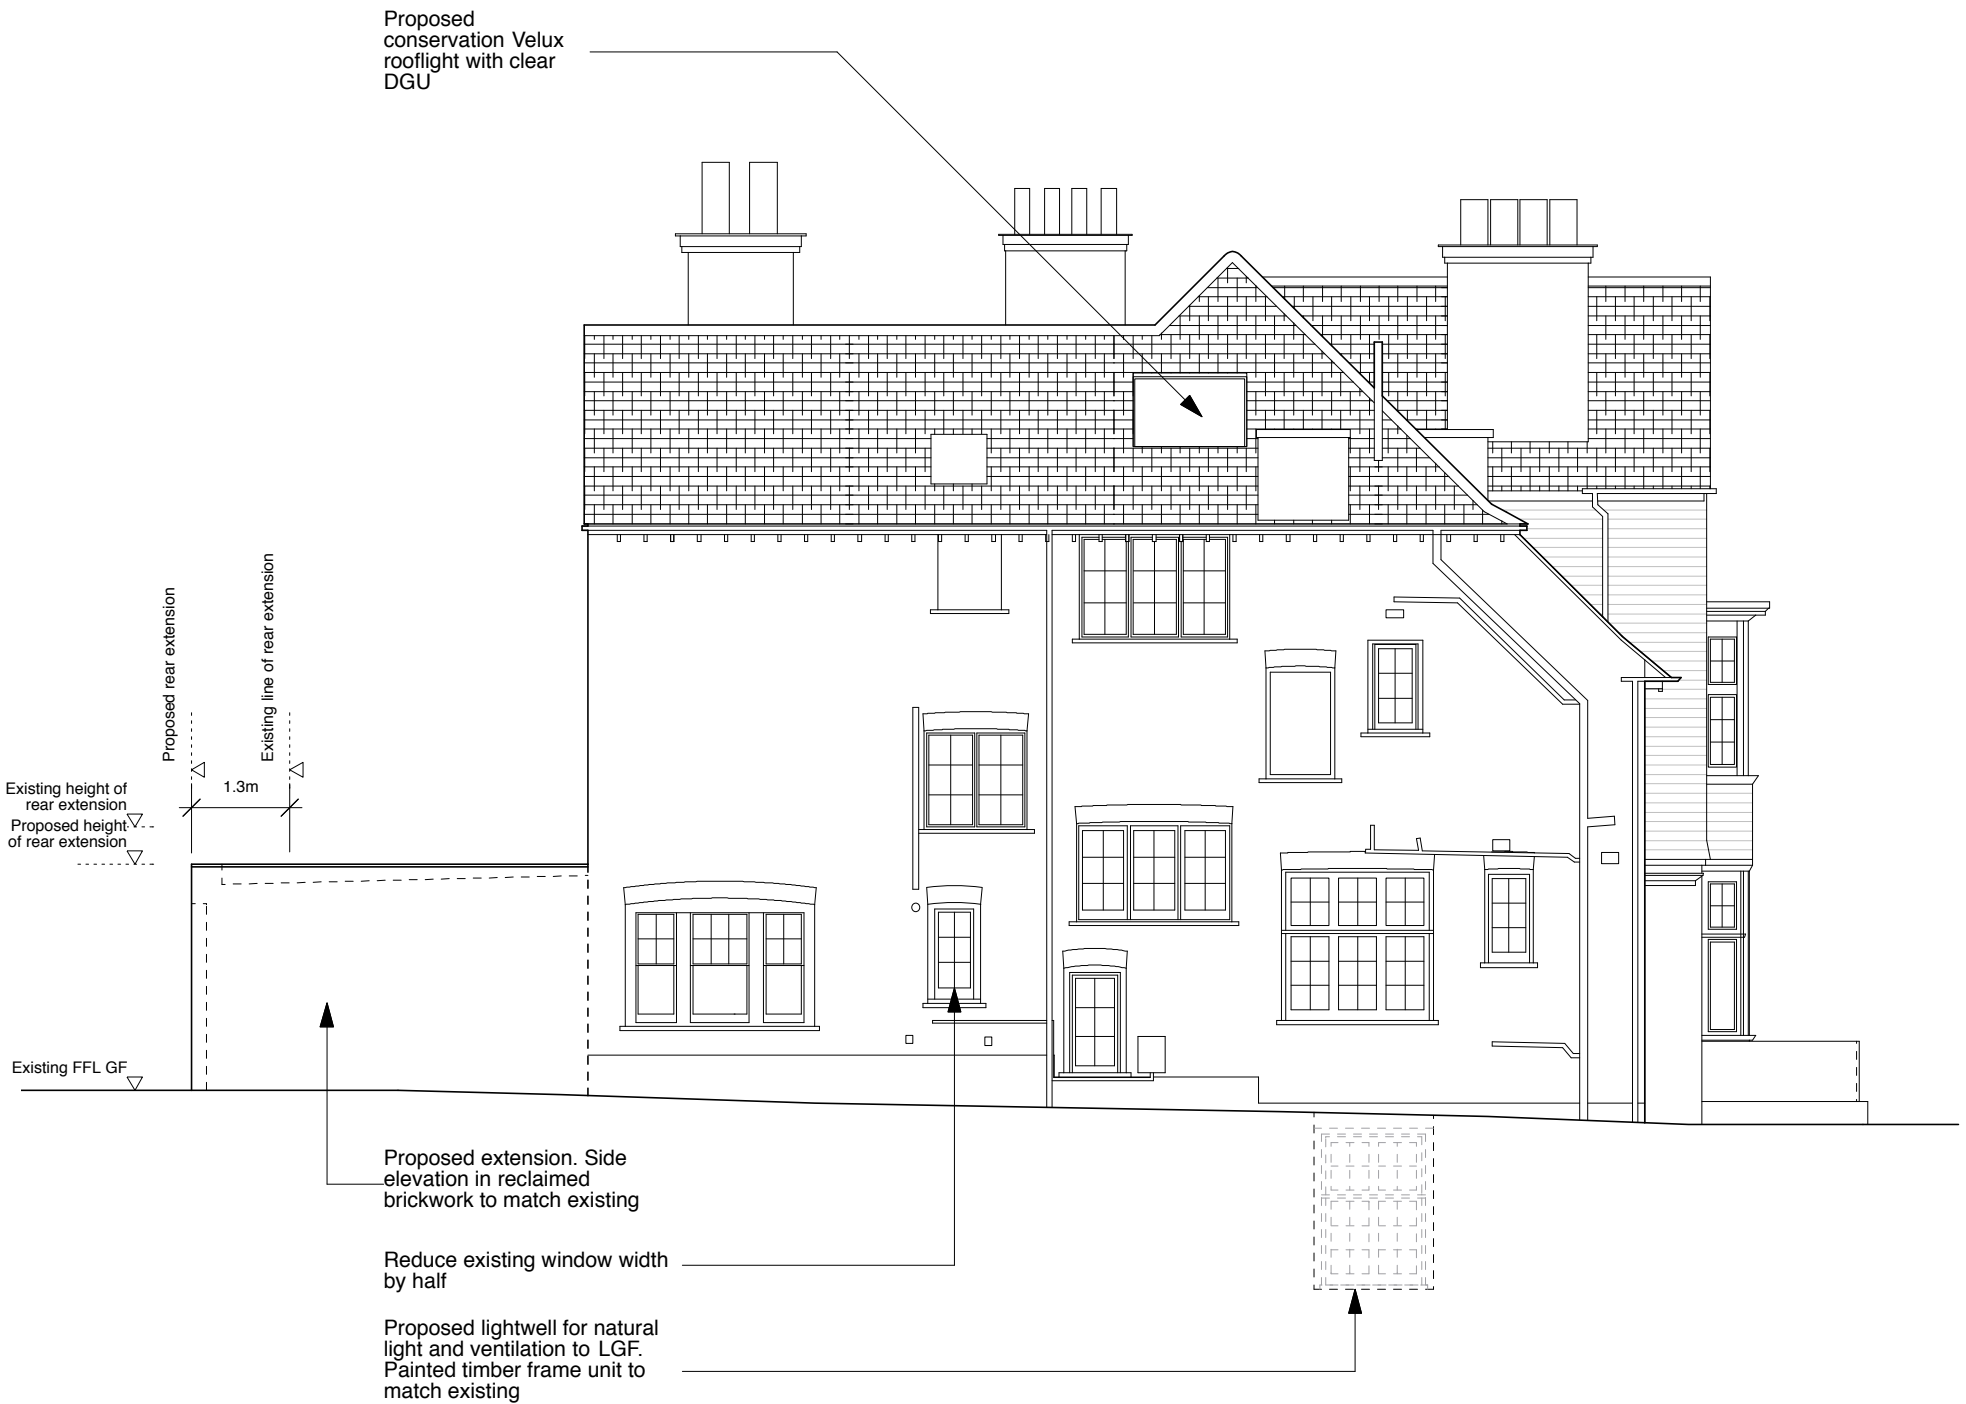 Proposed
conservation Velux
rooflight with clear
DGU
Proposed rear extension
Existing line of rear extension
1.3m
Existing height of
rear extension
Proposed height
of rear extension
Existing FFL GF
Proposed extension. Side
elevation in reclaimed
brickwork to match existing
Reduce existing window width
by half
Proposed lightwell for natural
light and ventilation to LGF.
Painted timber frame unit to
match existing